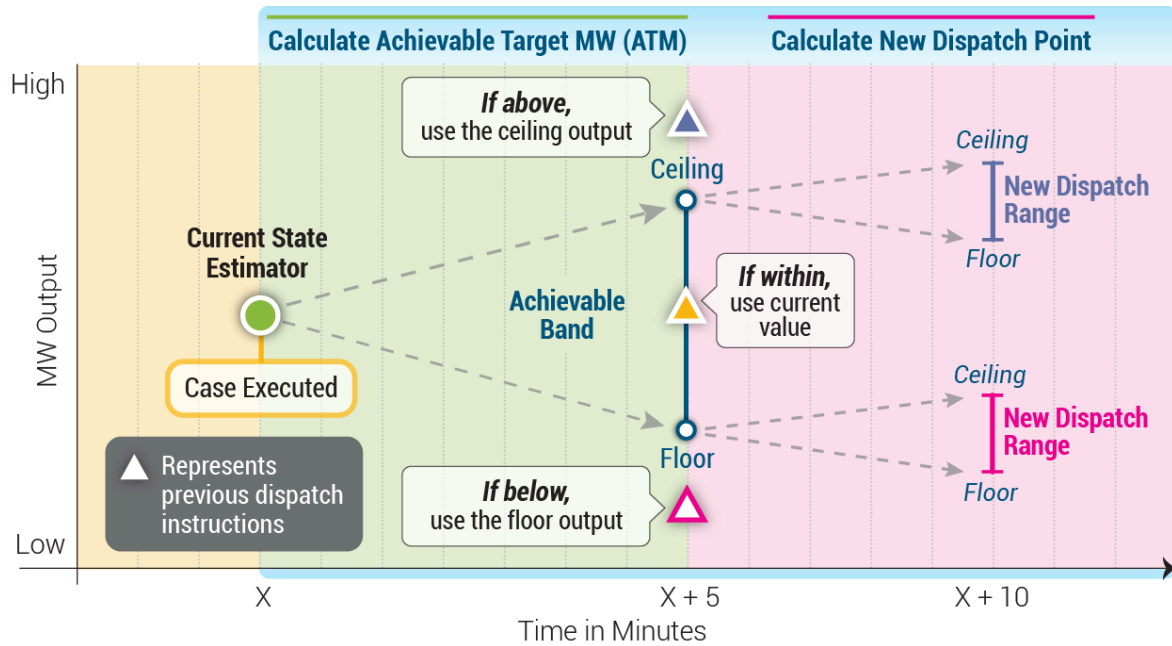 Calculate Achievable Target MW (ATM)
Calculate New Dispatch Point
High
MW Output
Low
If above,
use the ceiling output
Ceiling
Current State
Estimator
Case Executed
Achievable
Band
If within,
use current
value
Floor
If below,
use the floor output
Represents
previous dispatch
instructions
Ceiling
New Dispatch
Range
Floor
Ceiling
New Dispatch
Range
Floor
X
X + 5
X + 10
Time in Minutes